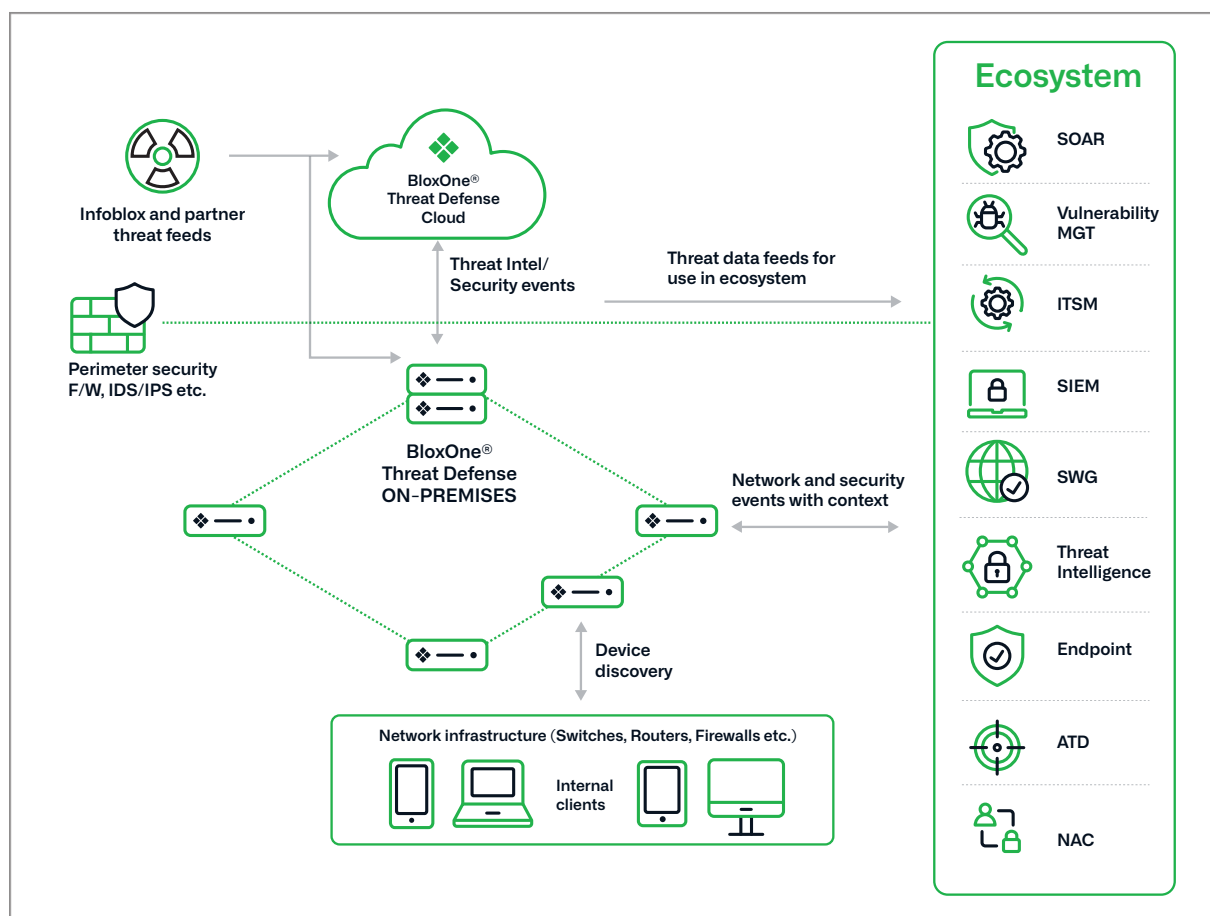 Ecosystem
SOAR
Vulnerability
MGT
ITSM
SIEM
SWG
Threat
Intelligence
Endpoint
ATD
NAC
Infoblox and partner
threat feeds
BloxOne®
Threat Defense
Cloud
Threat Intel/
Security events
Threat data feeds for
use in ecosystem
Perimeter security
F/W, IDS/IPS etc.
BloxOne®
Threat Defense
ON-PREMISES
Network and security
events with context
Device
discovery
Network infrastructure (Switches, Routers, Firewalls etc.)
Internal
clients